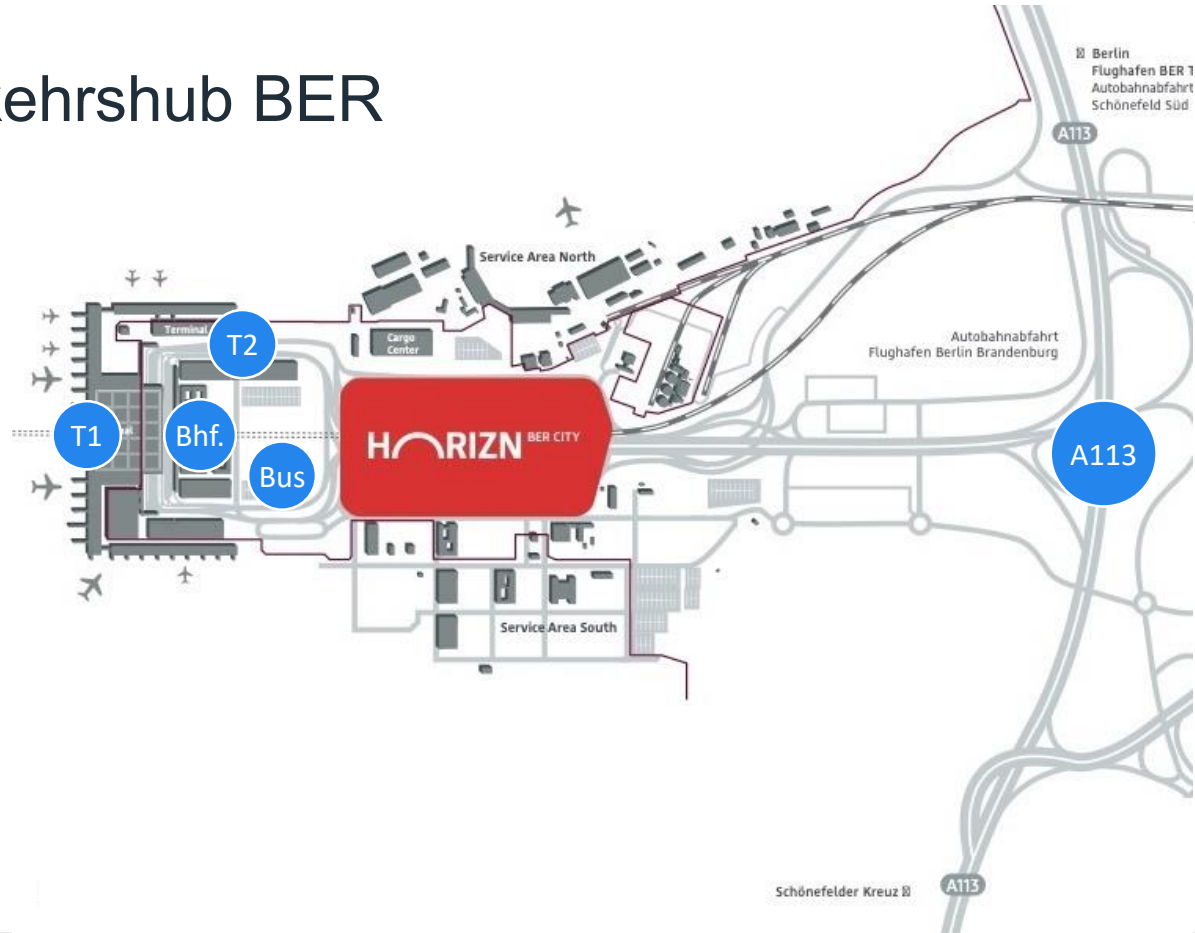 ehrshub BER
Berlin
Flughafen BER T
Autobahnabfahrt
Schönefeld Süd
A113
Service Area North
Terminal
T2
Cargo
Center
Autobahnabfahrt
Flughafen Berlin Brandenburg
T1
Bhf.
Bus
HORIZN BER CITY
A113
Service Area South
Schönefelder Kreuz
A113